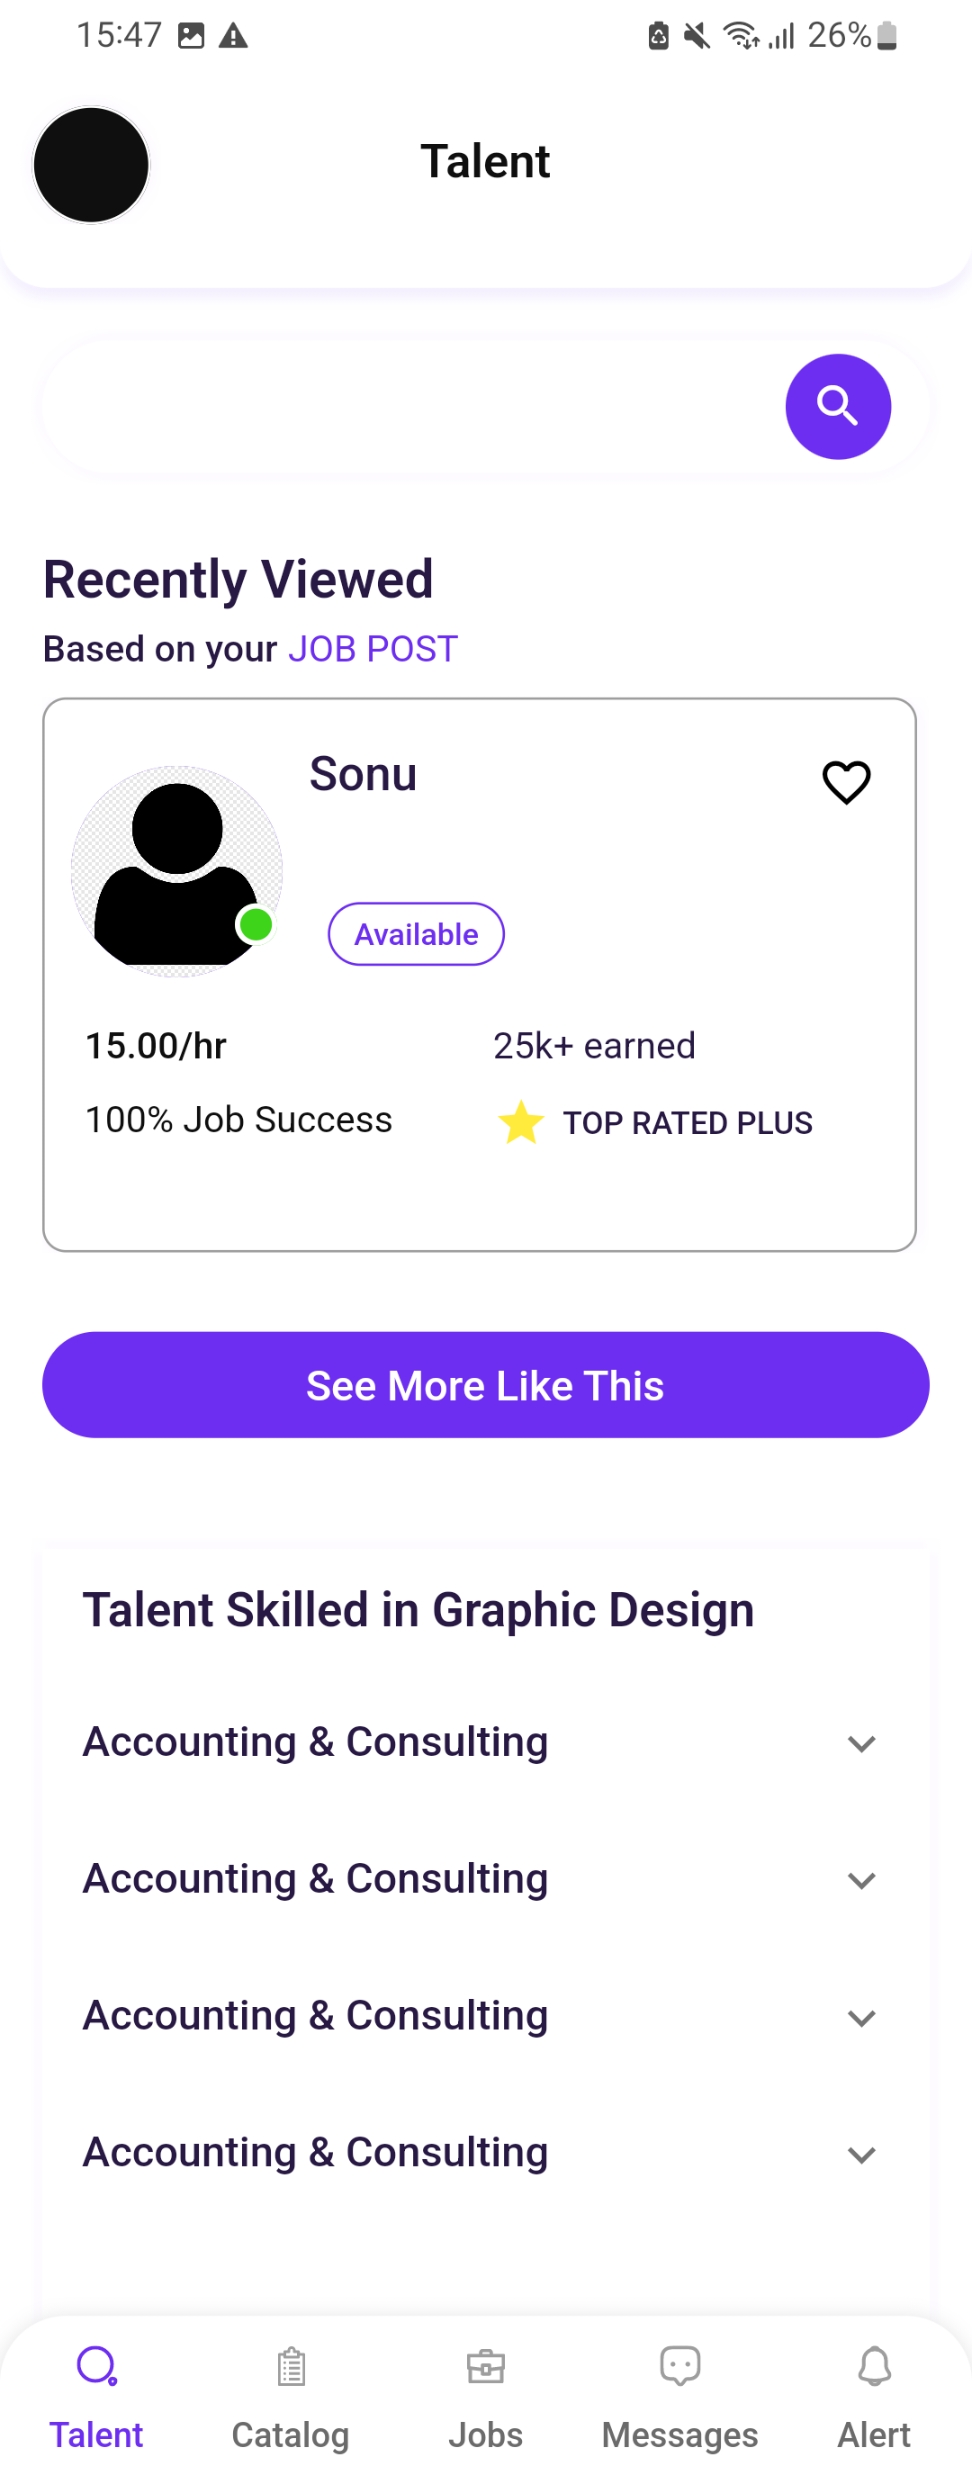 15:47 26%
Talent
Recently Viewed
Based on your JOB POST
Sonu
Available
15.00/hr 25k+ earned
100% Job Success TOP RATED PLUS
See More Like This
Talent Skilled in Graphic Design
Accounting & Consulting
Accounting & Consulting
Accounting & Consulting
Accounting & Consulting
Talent Catalog Jobs Messages Alert